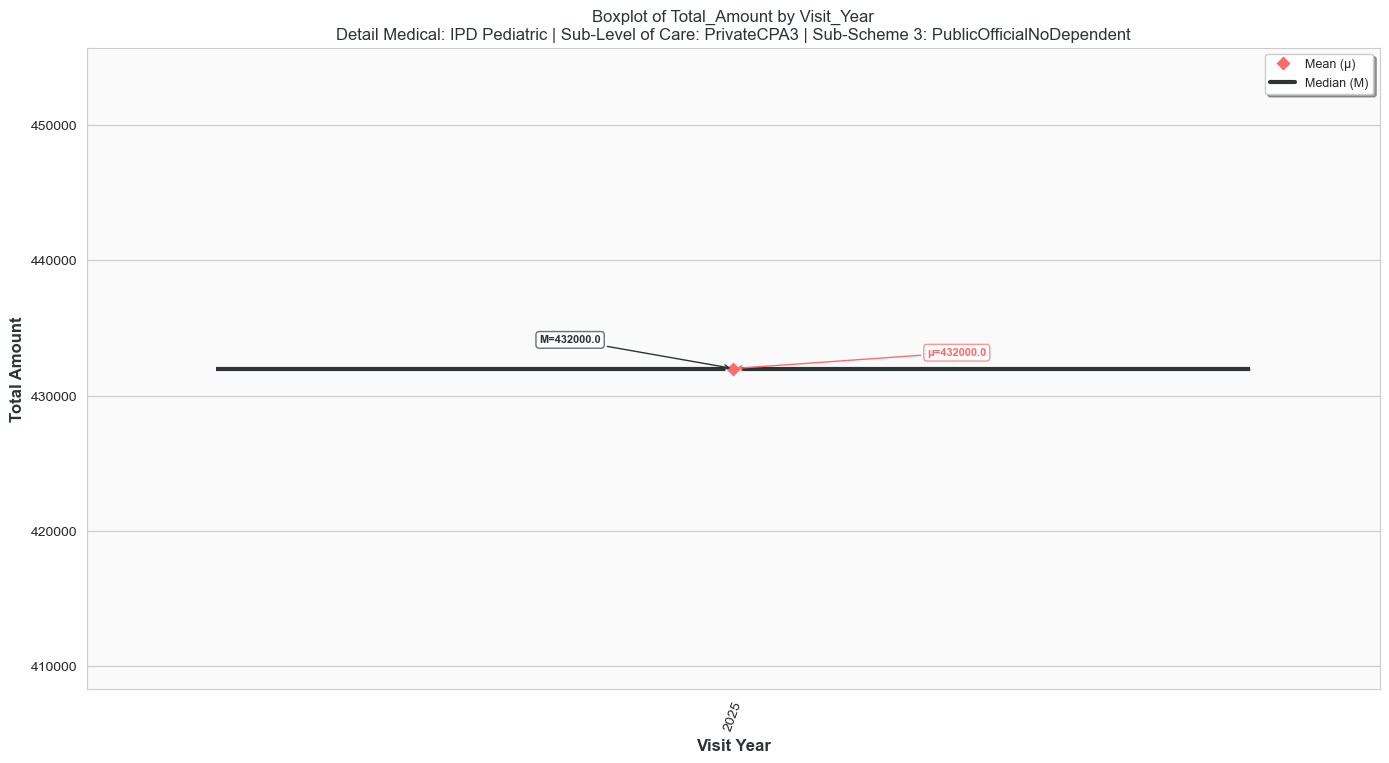 Boxplot of Total_Amount by Visit_Year
Detail Medical: IPD Pediatric | Sub-Level of Care: PrivateCPA3 | Sub-Scheme 3: PublicOfficialNoDependent
Mean (μ)
Median (M)
450000
440000
M=432000.0
μ=432000.0
430000
420000
410000
Total Amount
2025
Visit Year